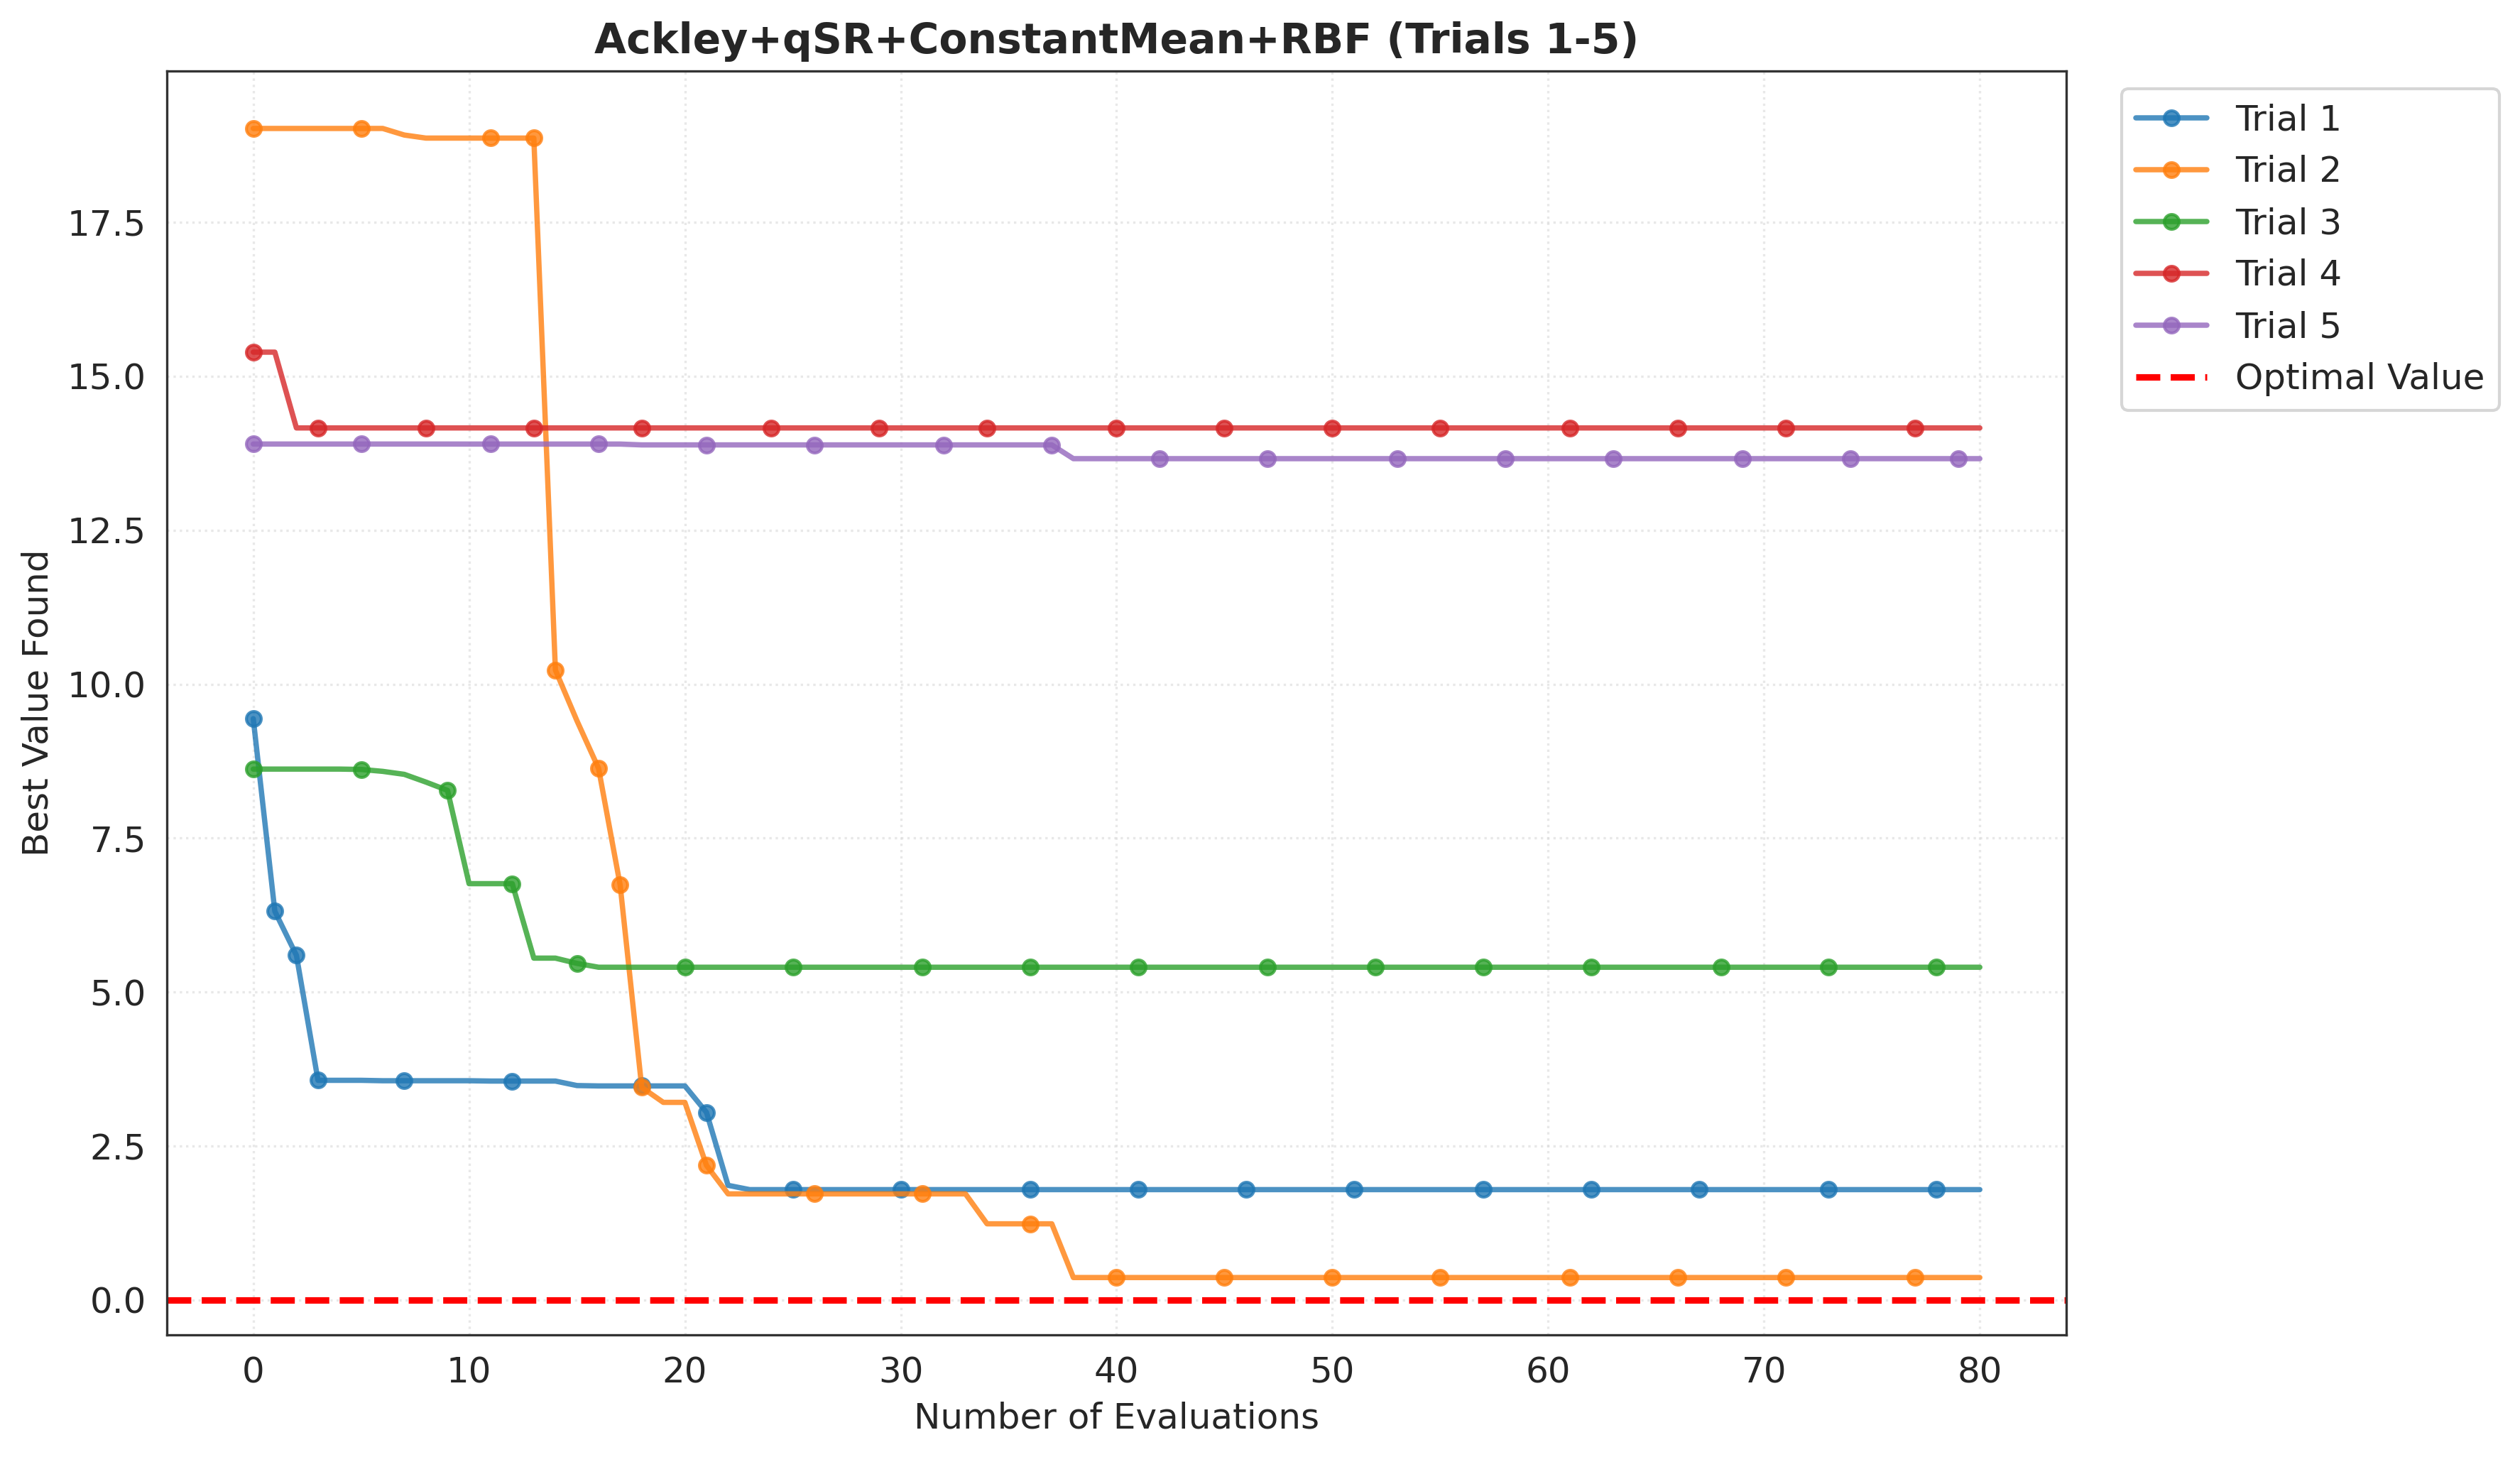 Ackley+qSR+ConstantMean+RBF (Trials 1-5)
Best Value Found
17.5
15.0
12.5
10.0
7.5
5.0
2.5
0.0
0 10 20 30 40 50 60 70 80
Number of Evaluations
Trial 1
Trial 2
Trial 3
Trial 4
Trial 5
Optimal Value